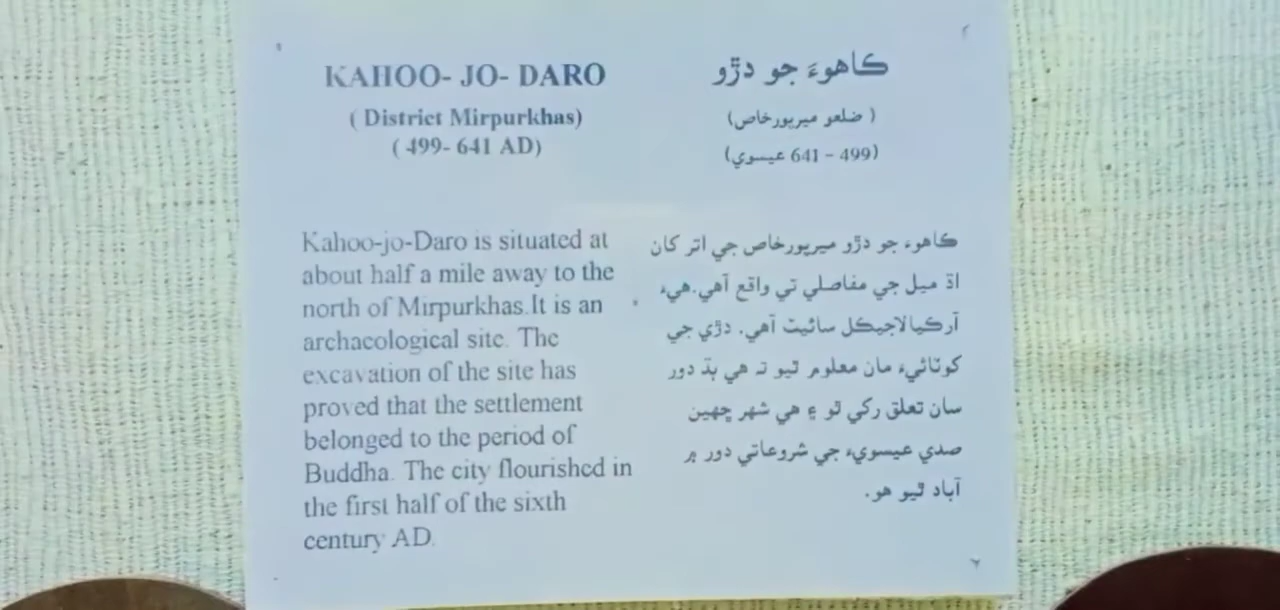 KAHOO- JO- DARO
( District Mirpurkhas)
( 499- 641 AD)
Kahoo-jo-Daro is situated at
about half a mile away to the
north of Mirpurkhas.It is an
archaeological site. The
excavation of the site has
proved that the settlement
belonged to the period of
Buddha. The city flourished in
the first half of the sixth
century AD.
ڪاهوءَ جو دڙو
( ضلعو ميرپورخاص)
(499 - 641 عيسوي)
ڪاهوءَ جو دڙو ميرپورخاص جي اتر کان
اڌ ميل جي مفاصلي تي واقع آهي.هيءَ
آرڪيالاجيڪل سائيٽ آهي. دڙي جي
کوٽائيءَ مان معلوم ٿيو تہ هي ٻڌ دور
سان تعلق رکي ٿو ۽ هي شهر ڇهين
صدي عيسويءَ جي شروعاتي دور ۾
آباد ٿيو هو.